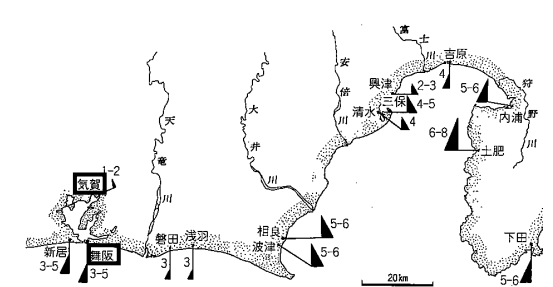 富士川
吉原
4
安倍川
興津
2-3
三保
4-5
清水
4
狩野川
5-6
内浦
6-8
土肥
大井川
天竜川
1-2
気賀
相良
5-6
波津
5-6
下田
5-6
新居
3-5
舞阪
3-5
磐田
3
浅羽
3
20km